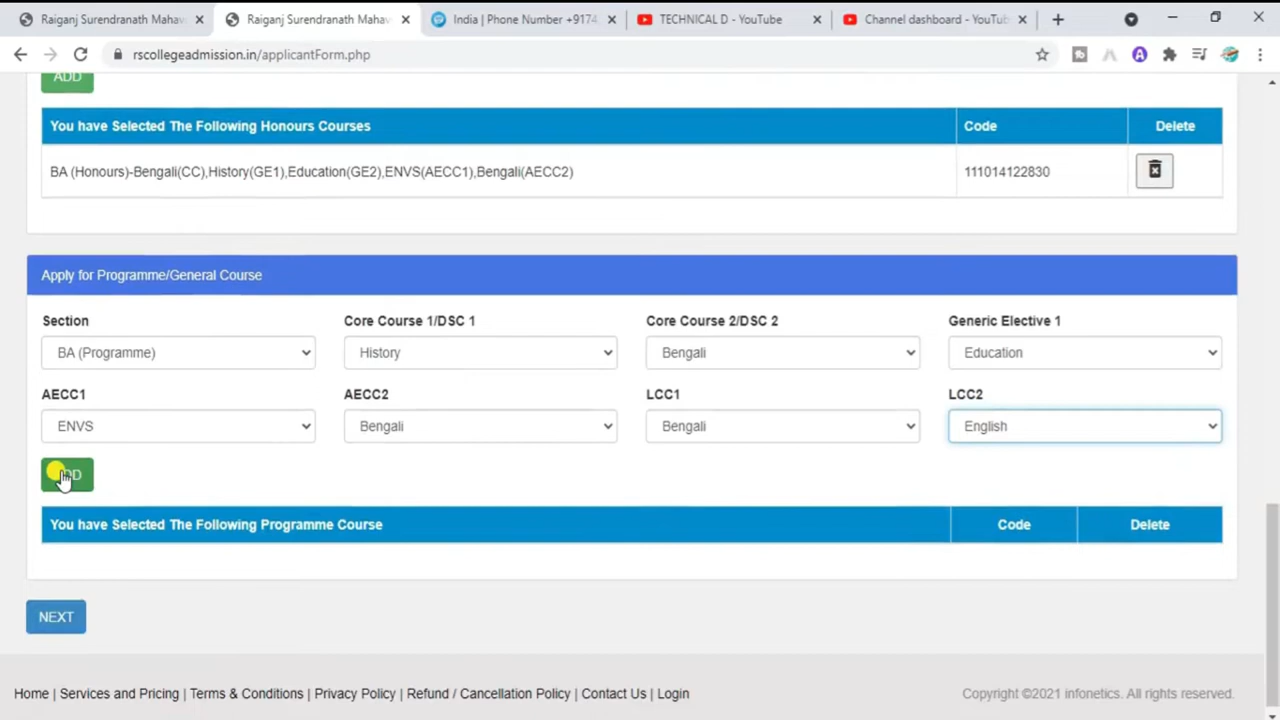 Raiganj Surendranath Mahav
Raiganj Surendranath Mahav
India | Phone Number +9174
TECHNICAL D - YouTube
Channel dashboard - YouTub
rscollegeadmission.in/applicantForm.php
ADD
You have Selected The Following Honours Courses Code Delete
BA (Honours)-Bengali(CC),History(GE1),Education(GE2),ENVS(AECC1),Bengali(AECC2) 111014122830
Apply for Programme/General Course
Section Core Course 1/DSC 1 Core Course 2/DSC 2 Generic Elective 1
BA (Programme) History Bengali Education
AECC1 AECC2 LCC1 LCC2
ENVS Bengali Bengali English
ADD
You have Selected The Following Programme Course Code Delete
NEXT
Home | Services and Pricing | Terms & Conditions | Privacy Policy | Refund / Cancellation Policy | Contact Us | Login Copyright ©2021 infonetics. All rights reserved.